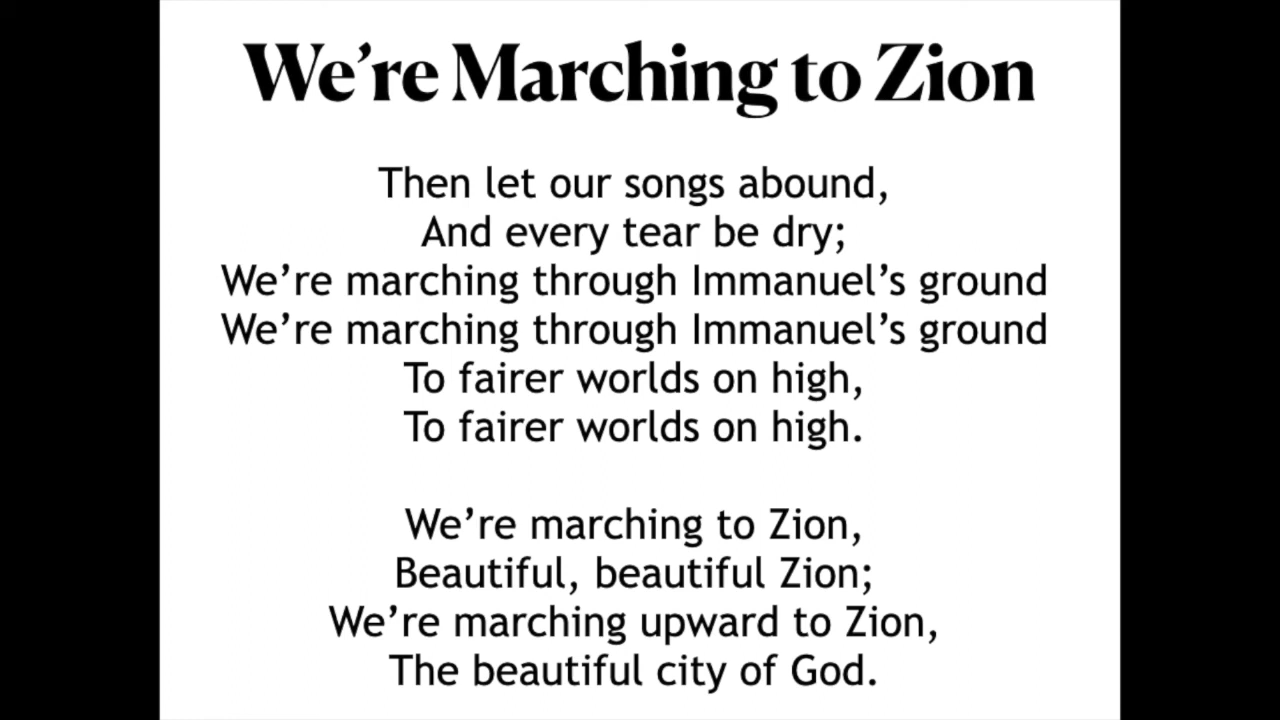 We’re Marching to Zion
Then let our songs abound,
And every tear be dry;
We’re marching through Immanuel’s ground
We’re marching through Immanuel’s ground
To fairer worlds on high,
To fairer worlds on high.
We’re marching to Zion,
Beautiful, beautiful Zion;
We’re marching upward to Zion,
The beautiful city of God.